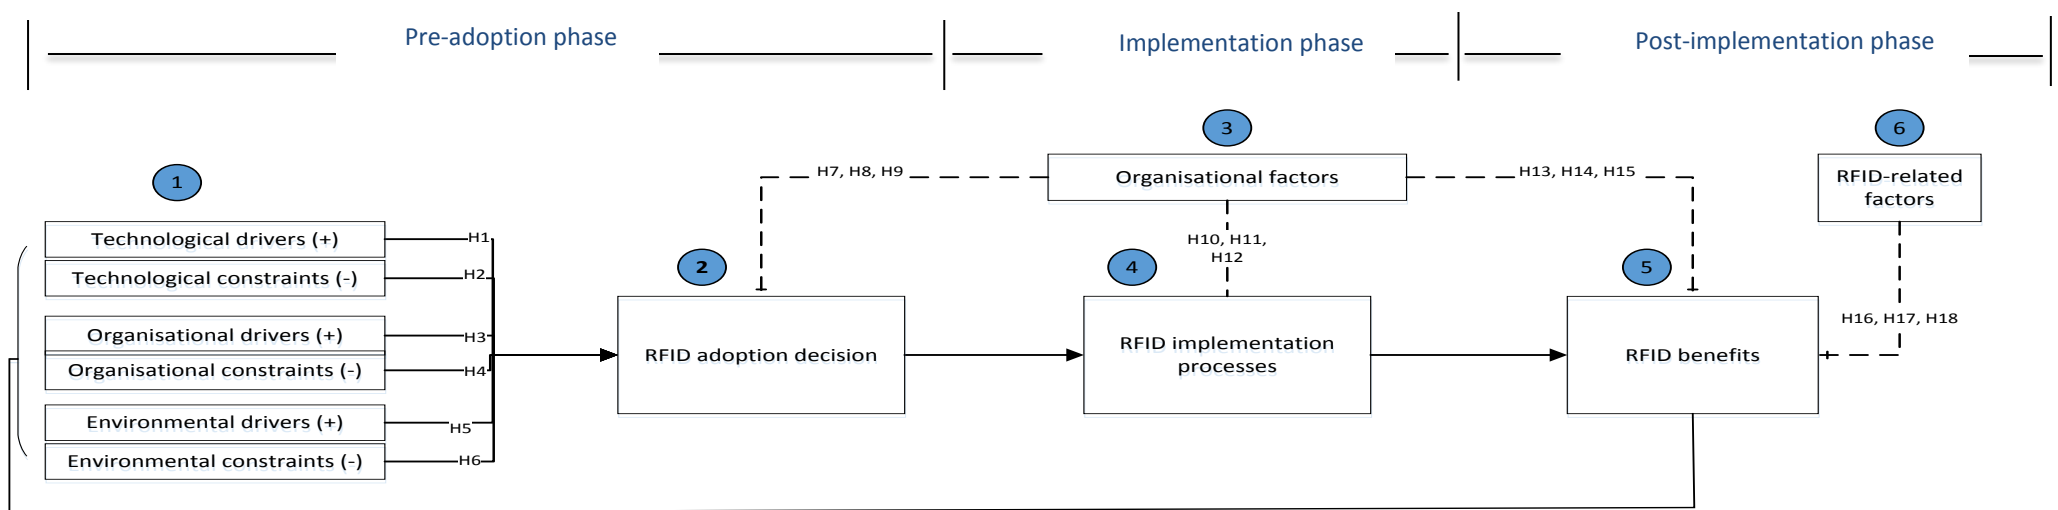 Pre-adoption phase
Implementation phase
Post-implementation phase
1
Technological drivers (+)
Technological constraints (-)
Organisational drivers (+)
Organisational constraints (-)
Environmental drivers (+)
Environmental constraints (-)
H1
H2
H3
H4
H5
H6
2
RFID adoption decision
H7, H8, H9
3
Organisational factors
H10, H11,
H12
4
RFID implementation
processes
H13, H14, H15
5
RFID benefits
6
RFID-related
factors
H16, H17, H18